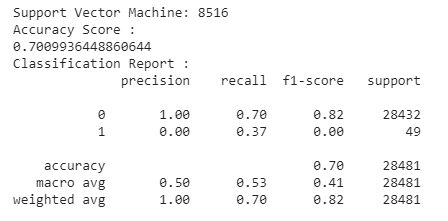 Support Vector Machine: 8516
Accuracy Score :
0.7009936448860644
Classification Report :
precision recall f1-score support
0 1.00 0.70 0.82 28432
1 0.00 0.37 0.00 49
accuracy 0.70 28481
macro avg 0.50 0.53 0.41 28481
weighted avg 1.00 0.70 0.82 28481